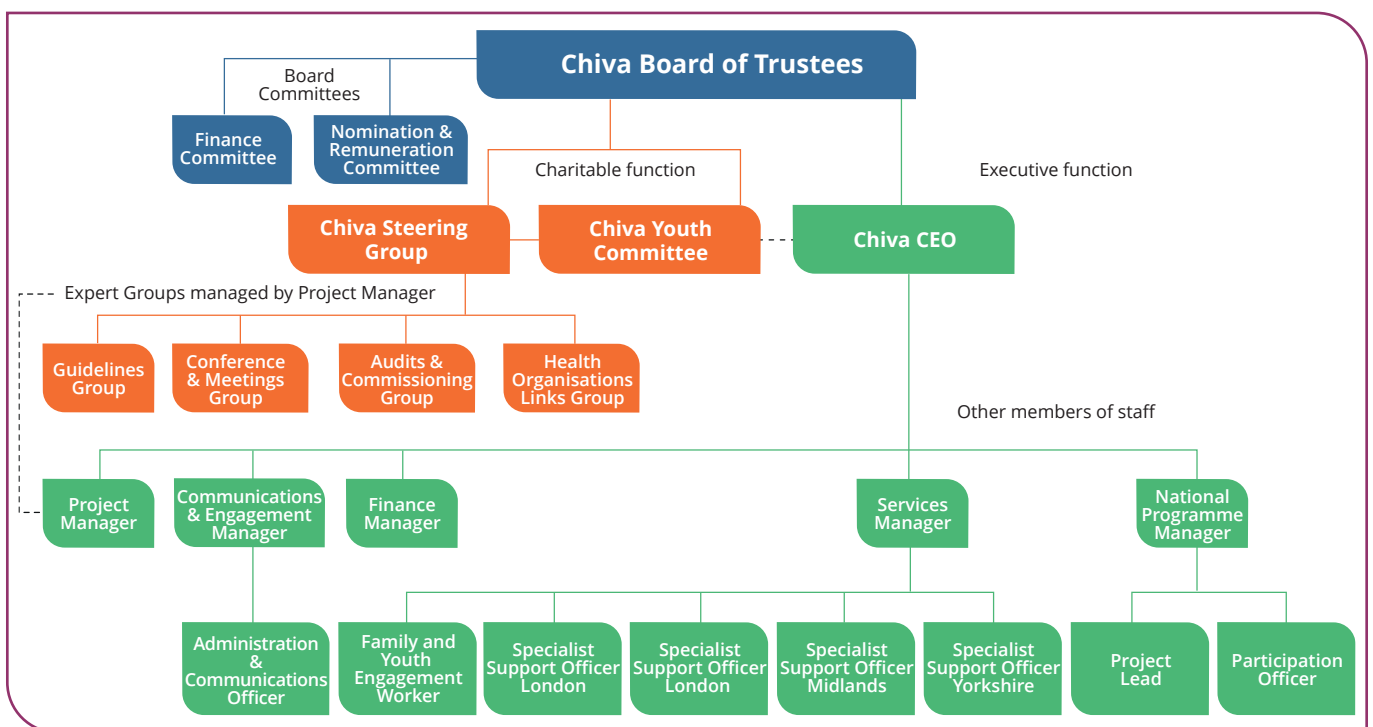 Chiva Board of Trustees
Board
Committees
Finance
Committee
Nomination &
Remuneration
Committee
Charitable function
Executive function
Chiva Steering
Group
Chiva Youth
Committee
Chiva CEO
Expert Groups managed by Project Manager
Guidelines
Group
Conference
& Meetings
Group
Audits &
Commissioning
Group
Health
Organisations
Links Group
Other members of staff
Project
Manager
Communications
& Engagement
Manager
Finance
Manager
Services
Manager
National
Programme
Manager
Administration
&
Communications
Officer
Family and
Youth
Engagement
Worker
Specialist
Support Officer
London
Specialist
Support Officer
London
Specialist
Support Officer
Midlands
Specialist
Support Officer
Yorkshire
Project
Lead
Participation
Officer